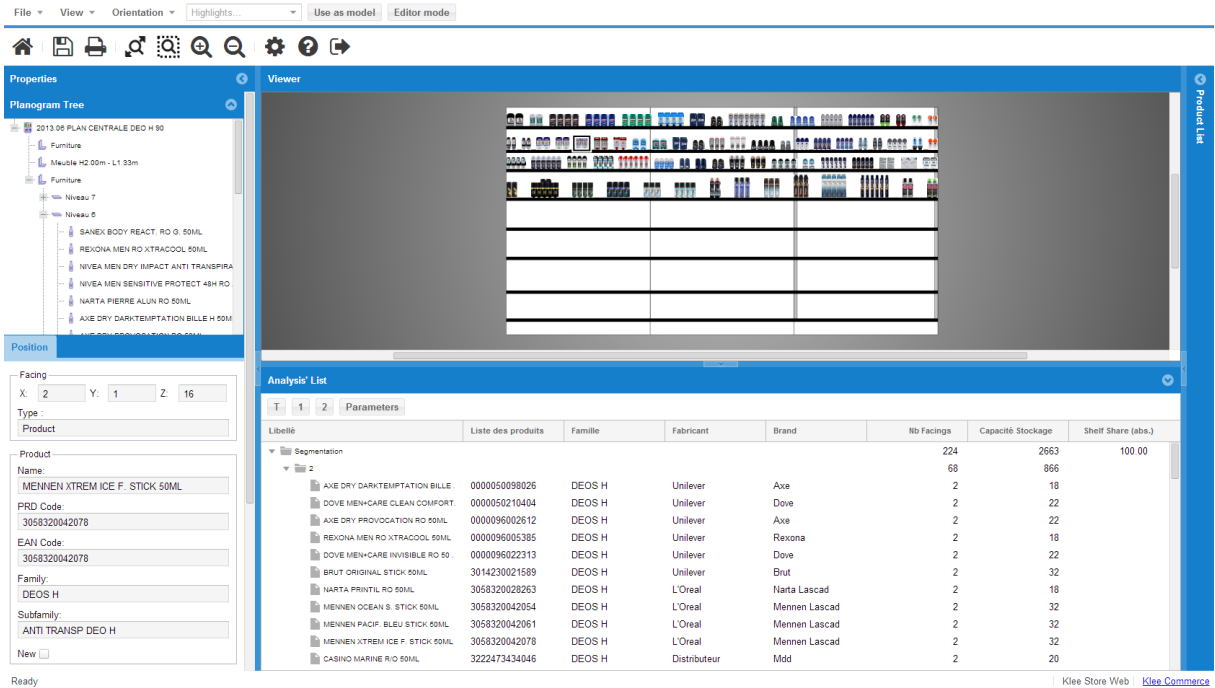 File View Orientation Highlights... Use as model Editor mode
Properties
Planogram Tree
2013.06 PLAN CENTRALE DEO H 90
Furniture
Meuble H2.00m - L1.33m
Furniture
Niveau 7
Niveau 6
SANEX BODY REACT. RO G. 50ML
REXONA MEN RO XTRACOOL 50ML
NIVEA MEN DRY IMPACT ANTI TRANSPIRA
NIVEA MEN SENSITIVE PROTECT 48H RO
NARTA PIERRE ALUN RO 50ML
AXE DRY DARKTEMPTATION BILLE H 50M
AXE DRY PROVOCATION RO 50ML
Position
Facing
X: 2 Y: 1 Z: 16
Type :
Product
Product
Name:
MENNEN XTREM ICE F. STICK 50ML
PRD Code:
3058320042078
EAN Code:
3058320042078
Family:
DEOS H
Subfamily:
ANTI TRANSP DEO H
New
Viewer
Product List
Analysis' List
T 1 2 Parameters
Libellé Liste des produits Famille Fabricant Brand Nb Facings Capacité Stockage Shelf Share (abs.)
Segmentation 224 2663 100.00
2 68 866
AXE DRY DARKTEMPTATION BILLE . 0000050098026 DEOS H Unilever Axe 2 18
DOVE MEN+CARE CLEAN COMFORT. 0000050210404 DEOS H Unilever Dove 2 22
AXE DRY PROVOCATION RO 50ML 0000096002612 DEOS H Unilever Axe 2 22
REXONA MEN RO XTRACOOL 50ML 0000096005385 DEOS H Unilever Rexona 2 18
DOVE MEN+CARE INVISIBLE RO 50 . 0000096022313 DEOS H Unilever Dove 2 22
BRUT ORIGINAL STICK 50ML 3014230021589 DEOS H Unilever Brut 2 32
NARTA PRINTIL RO 50ML 3058320028263 DEOS H L'Oreal Narta Lascad 2 18
MENNEN OCEAN S. STICK 50ML 3058320042054 DEOS H L'Oreal Mennen Lascad 2 32
MENNEN PACIF. BLEU STICK 50ML 3058320042061 DEOS H L'Oreal Mennen Lascad 2 32
MENNEN XTREM ICE F. STICK 50ML 3058320042078 DEOS H L'Oreal Mennen Lascad 2 32
CASINO MARINE R/O 50ML 3222473434046 DEOS H Distributeur Mdd 2 20
Ready
Klee Store Web Klee Commerce